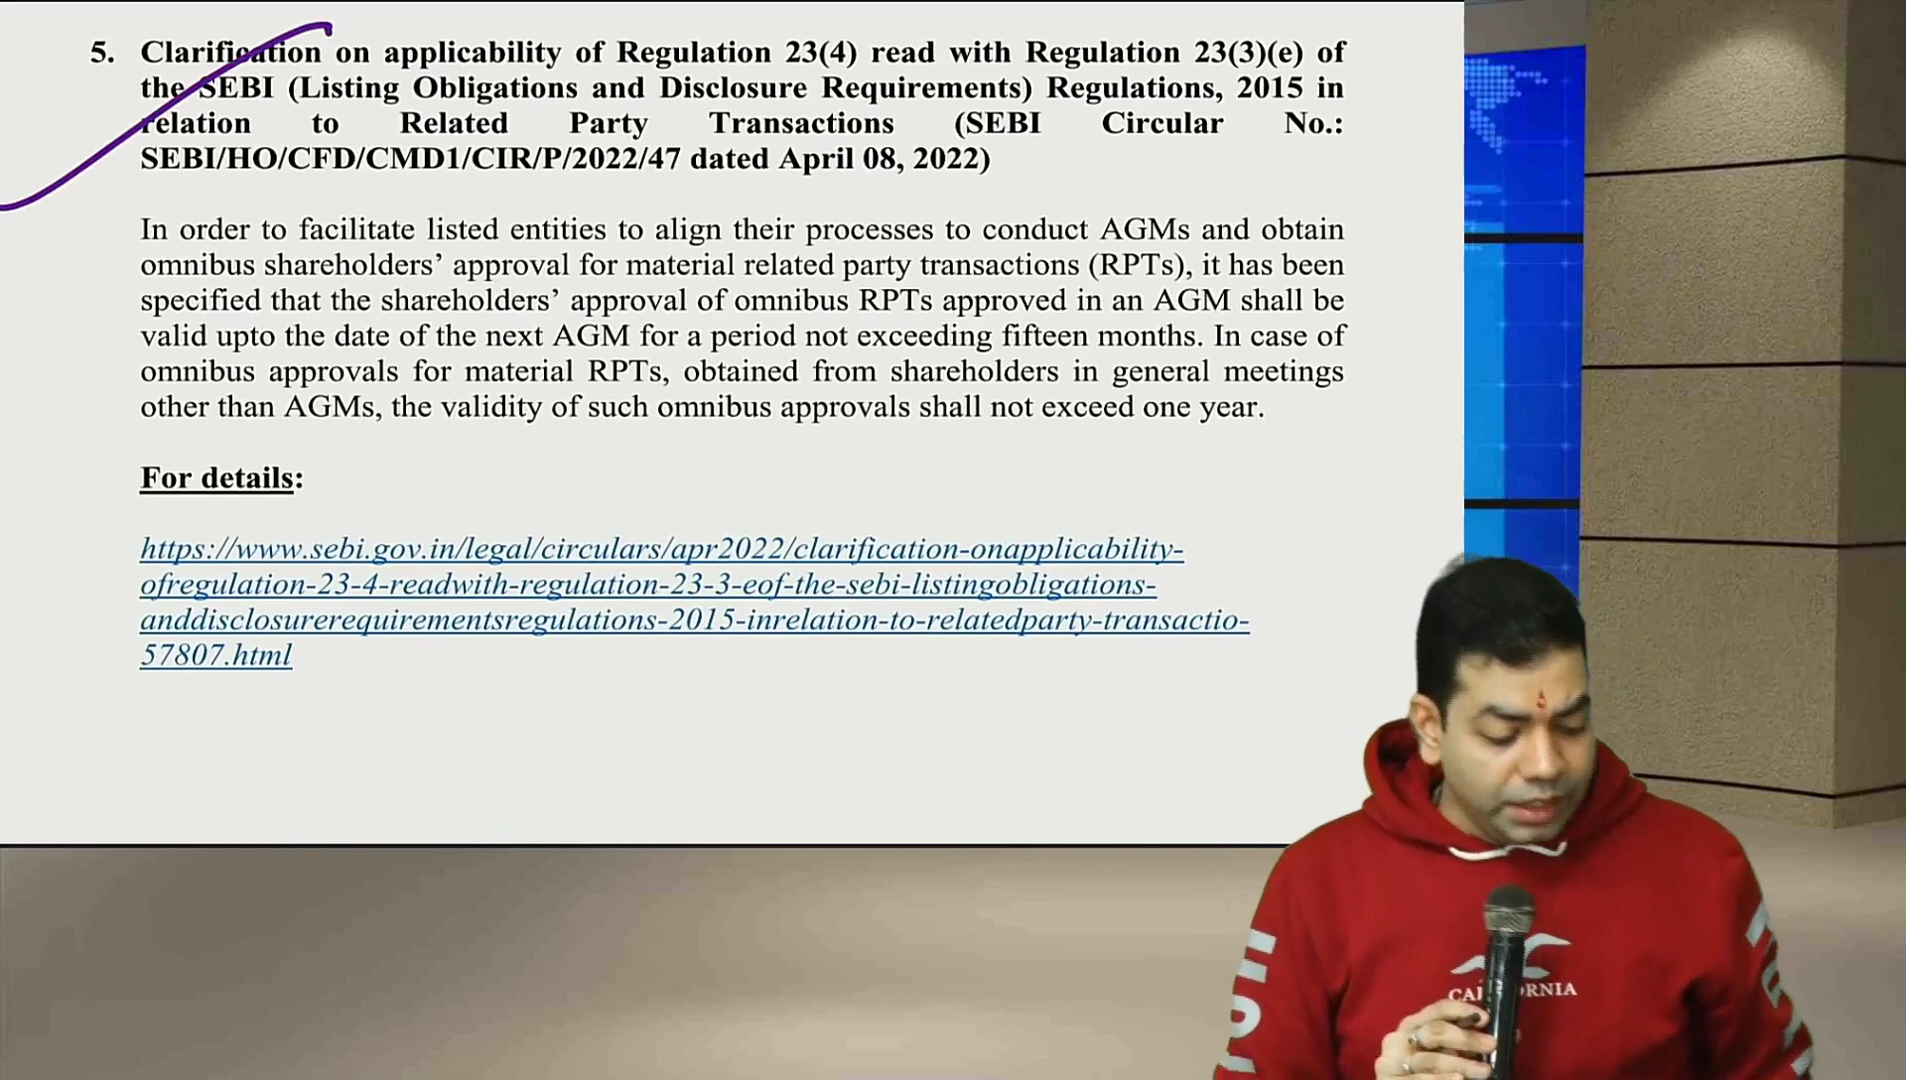 5. Clarification on applicability of Regulation 23(4) read with Regulation 23(3)(e) of
the SEBI (Listing Obligations and Disclosure Requirements) Regulations, 2015 in
relation to Related Party Transactions (SEBI Circular No.:
SEBI/HO/CFD/CMD1/CIR/P/2022/47 dated April 08, 2022)
In order to facilitate listed entities to align their processes to conduct AGMs and obtain
omnibus shareholders’ approval for material related party transactions (RPTs), it has been
specified that the shareholders’ approval of omnibus RPTs approved in an AGM shall be
valid upto the date of the next AGM for a period not exceeding fifteen months. In case of
omnibus approvals for material RPTs, obtained from shareholders in general meetings
other than AGMs, the validity of such omnibus approvals shall not exceed one year.
For details:
https://www.sebi.gov.in/legal/circulars/apr2022/clarification-onapplicability-
ofregulation-23-4-readwith-regulation-23-3-eof-the-sebi-listingobligations-
anddisclosurerequirementsregulations-2015-inrelation-to-relatedparty-transactio-
57807.html